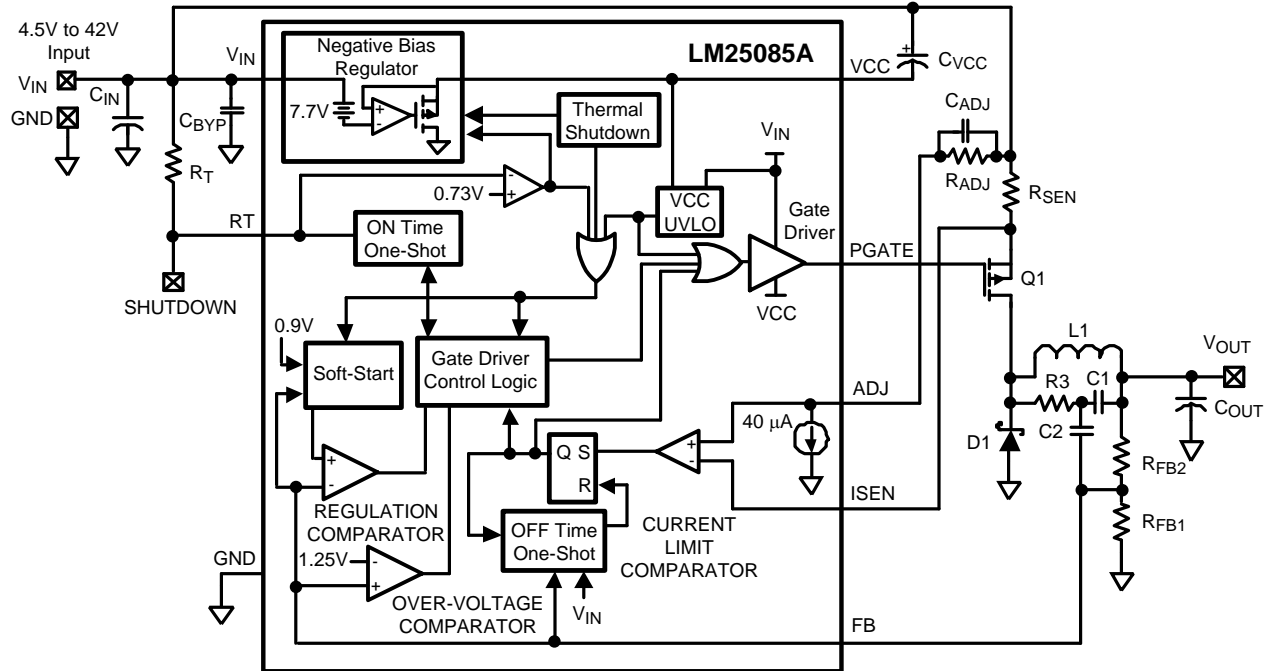 4.5V to 42V
Input
VIN
GND
CIN
CBYP
RT
RT
SHUTDOWN
VIN
Negative Bias
Regulator
7.7V
LM25085A
Thermal
Shutdown
0.73V
ON Time
One-Shot
VCC
UVLO
VIN
Gate
Driver
VCC
VCC
CVCC
CADJ
RADJ
RSEN
PGATE
Q1
0.9V
Soft-Start
Gate Driver
Control Logic
ADJ
40 µA
L1
R3
C1
C2
D1
VOUT
COUT
RFB2
RFB1
+
-
REGULATION
COMPARATOR
Q
S
R
+
-
CURRENT
LIMIT
COMPARATOR
ISEN
OFF Time
One-Shot
VIN
GND
1.25V
-
+
OVER-VOLTAGE
COMPARATOR
FB